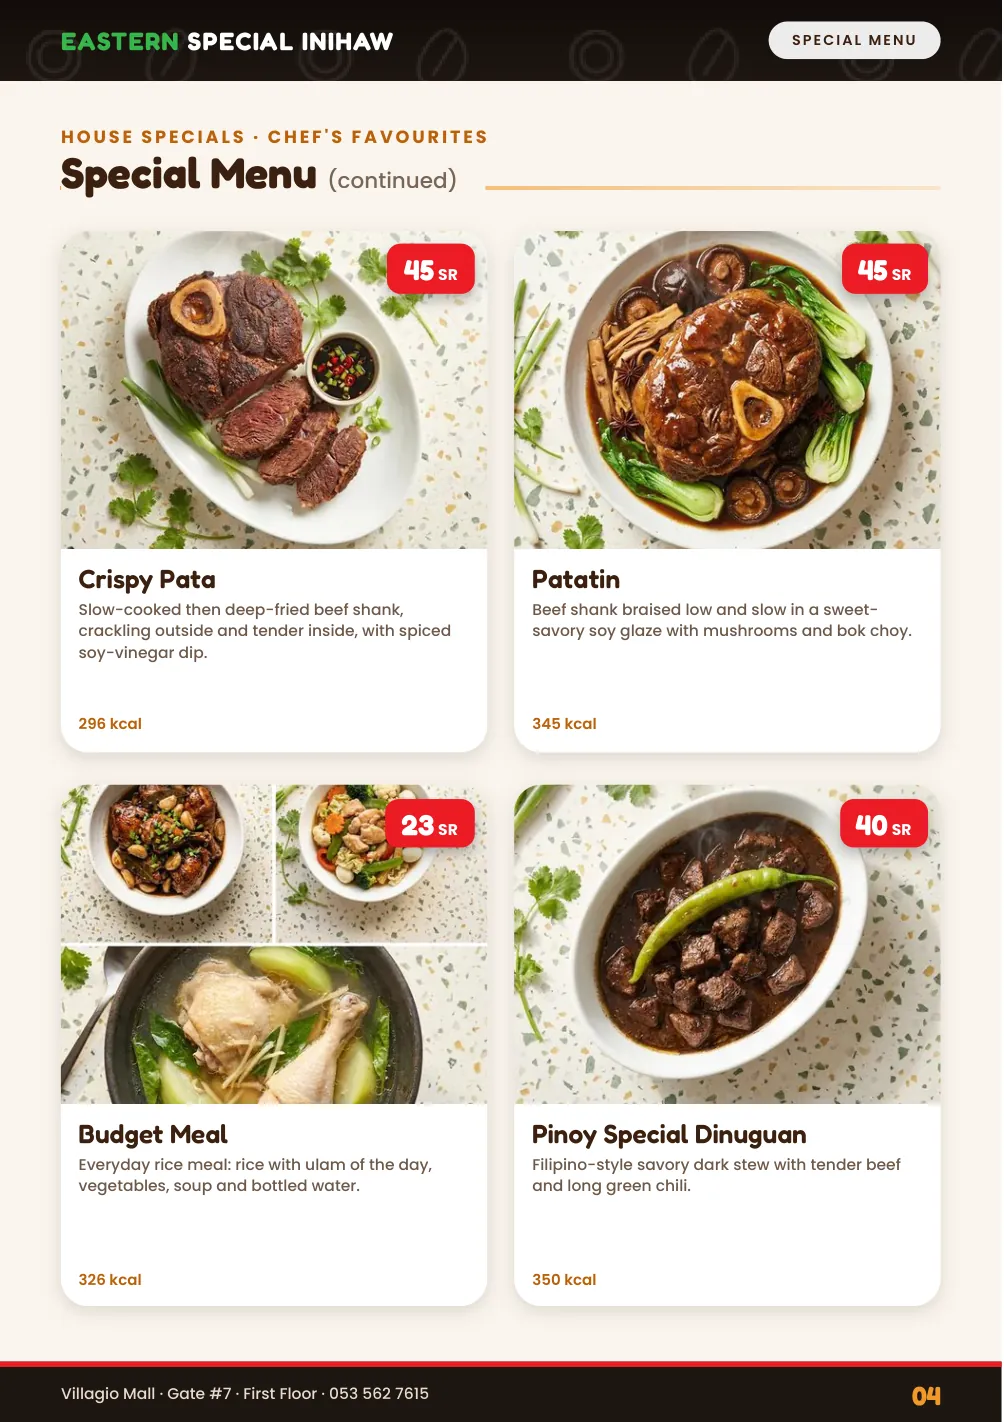 EASTERN SPECIAL INIHAW
SPECIAL MENU
HOUSE SPECIALS · CHEF'S FAVOURITES
Special Menu (continued)
45 SR
Crispy Pata
Slow-cooked then deep-fried beef shank,
crackling outside and tender inside, with spiced
soy-vinegar dip.
296 kcal
45 SR
Patatin
Beef shank braised low and slow in a sweet-
savory soy glaze with mushrooms and bok choy.
345 kcal
23 SR
Budget Meal
Everyday rice meal: rice with ulam of the day,
vegetables, soup and bottled water.
326 kcal
40 SR
Pinoy Special Dinuguan
Filipino-style savory dark stew with tender beef
and long green chili.
350 kcal
Villagio Mall · Gate #7 · First Floor · 053 562 7615
04